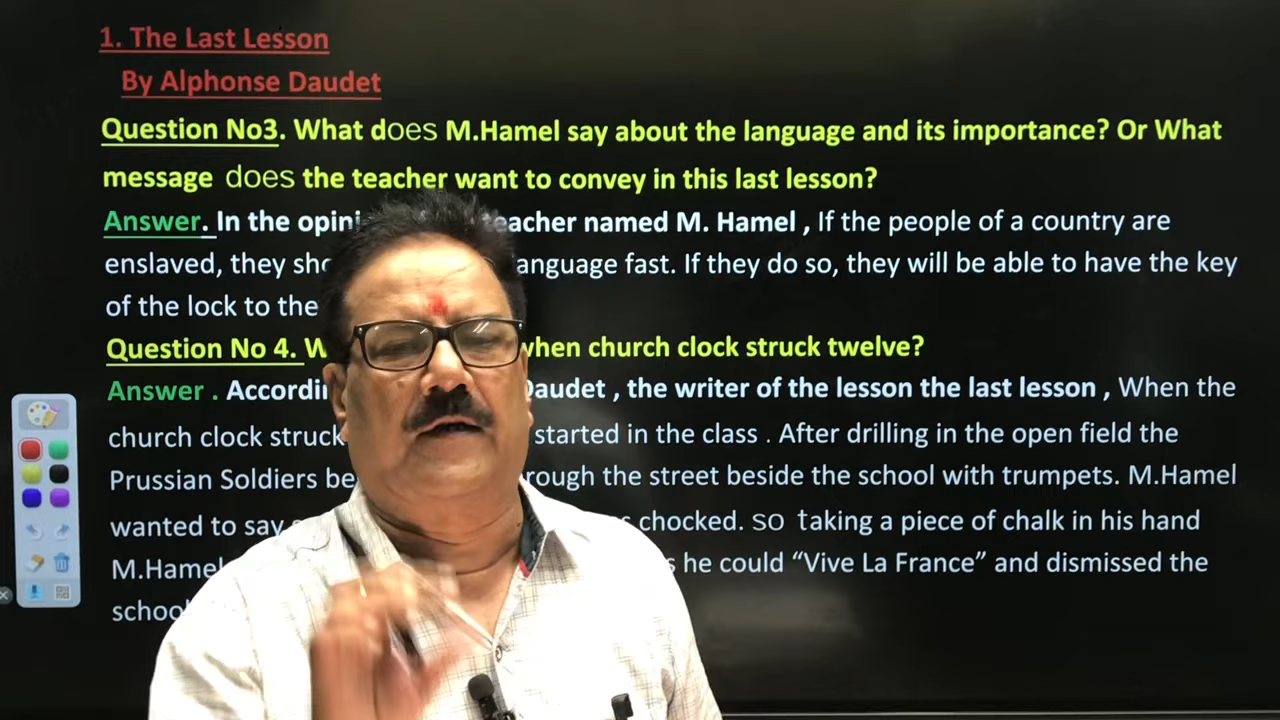 1. The Last Lesson
By Alphonse Daudet
Question No3. What does M.Hamel say about the language and its importance? Or What
message does the teacher want to convey in this last lesson?
Answer. In the teacher named M. Hamel , If the people of a country are
enslaved, they language fast. If they do so, they will be able to have the key
of the lock to the
Question No 4. when church clock struck twelve?
Answer . Daudet , the writer of the lesson the last lesson , When the
church clock struck started in the class . After drilling in the open field the
Prussian Soldiers through the street beside the school with trumpets. M.Hamel
wanted to say chocked. so taking a piece of chalk in his hand
M.Hamel he could “Vive La France” and dismissed the
school